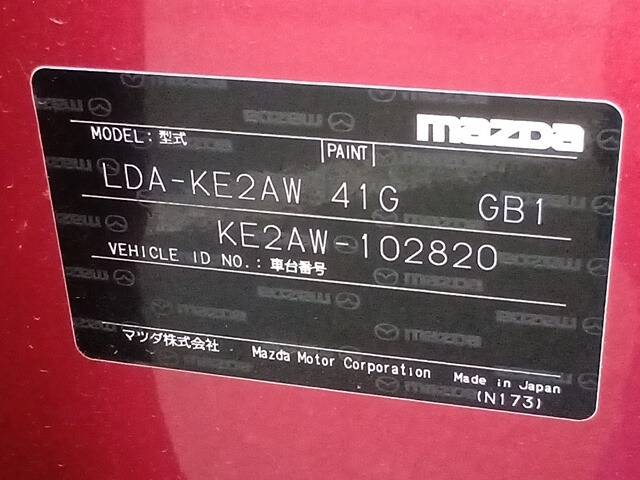 mazda
MODEL: 型式 PAINT
LDA-KE2AW 41G GB1
KE2AW-102820
VEHICLE ID NO.: 車台番号
マツダ株式会社 Mazda Motor Corporation Made in Japan
(N173)